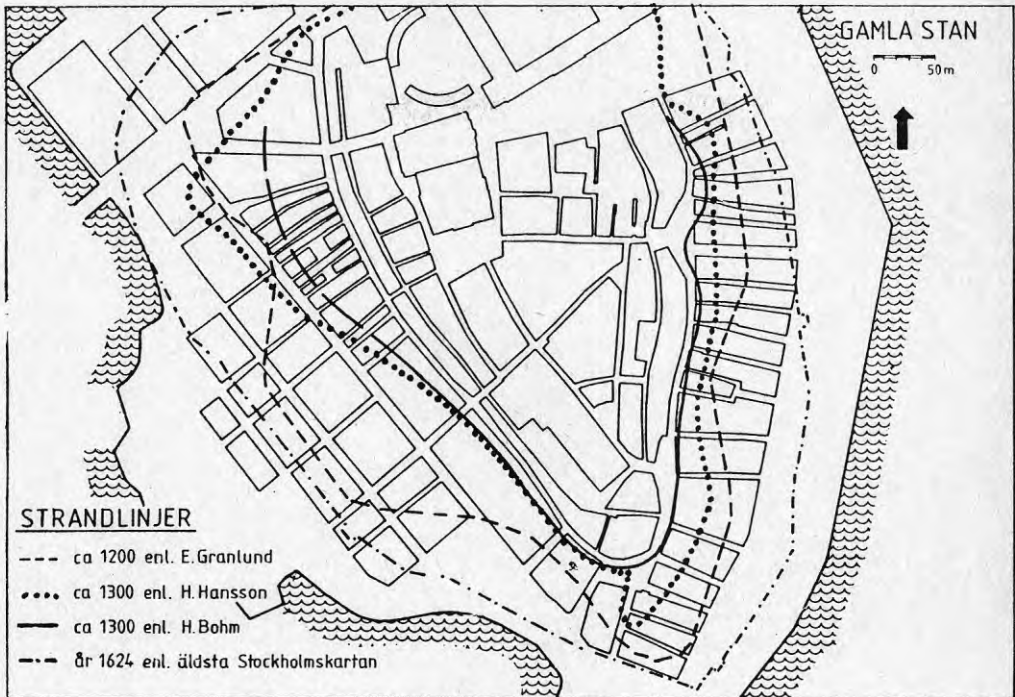 GAMLA STAN
0 50m
STRANDLINJER
ca 1200 enl. E.Granlund
ca 1300 enl. H.Hansson
ca 1300 enl. H.Bohm
år 1624 enl. äldsta Stockholmskartan